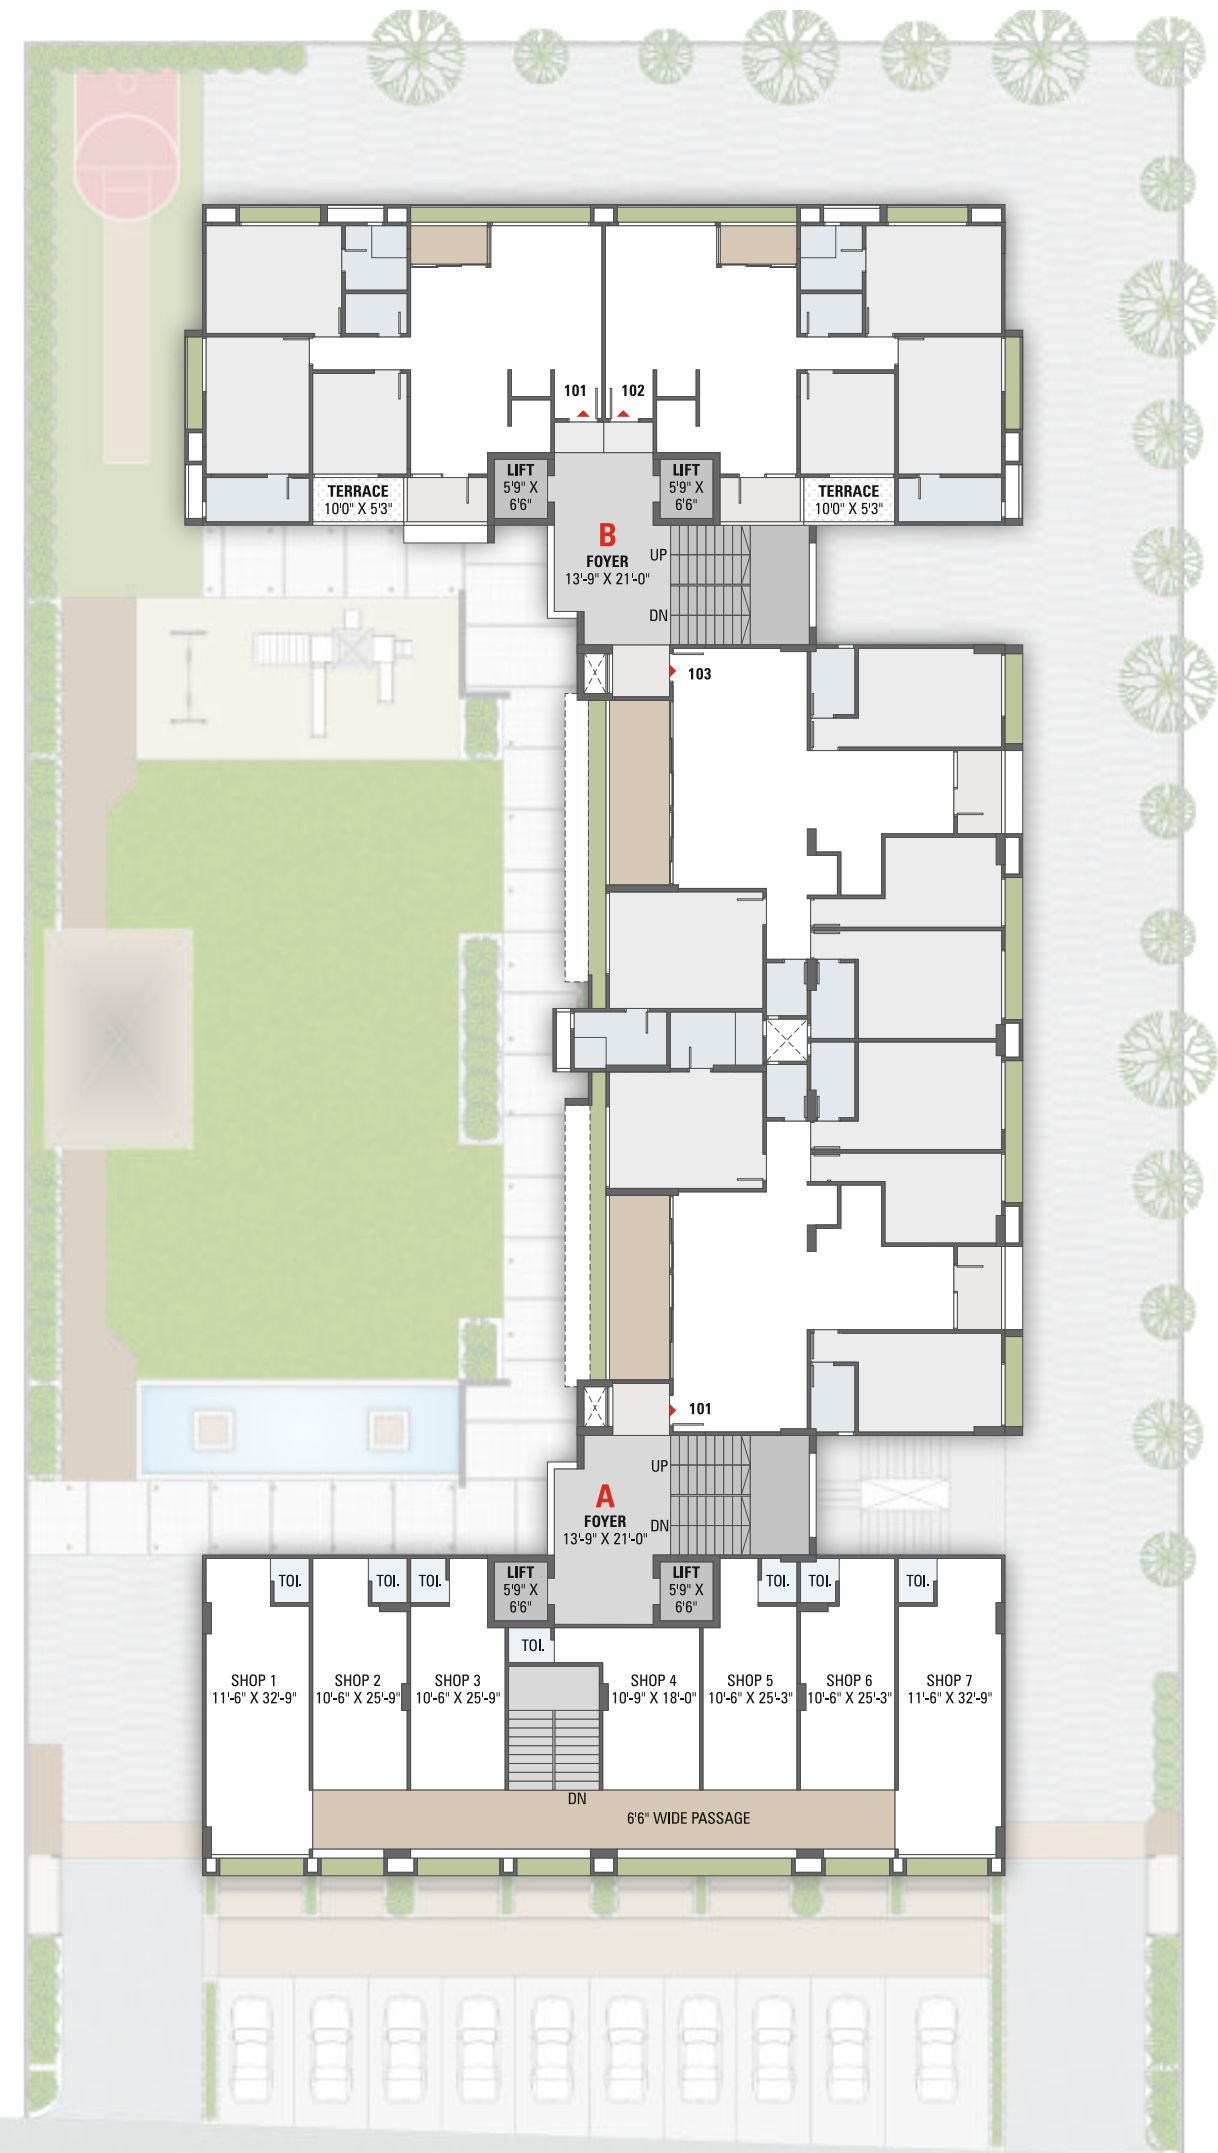 101
102
LIFT
5'9" X
6'6"
LIFT
5'9" X
6'6"
TERRACE
10'0" X 5'3"
TERRACE
10'0" X 5'3"
B
FOYER
13'-9" X 21'-0"
UP
DN
103
101
UP
A
FOYER
13'-9" X 21'-0"
DN
LIFT
5'9" X
6'6"
LIFT
5'9" X
6'6"
TOI.
TOI.
TOI.
TOI.
TOI.
TOI.
TOI.
SHOP 1
11'-6" X 32'-9"
SHOP 2
10'-6" X 25'-9"
SHOP 3
10'-6" X 25'-9"
SHOP 4
10'-9" X 18'-0"
SHOP 5
10'-6" X 25'-3"
SHOP 6
10'-6" X 25'-3"
SHOP 7
11'-6" X 32'-9"
DN
6'6" WIDE PASSAGE